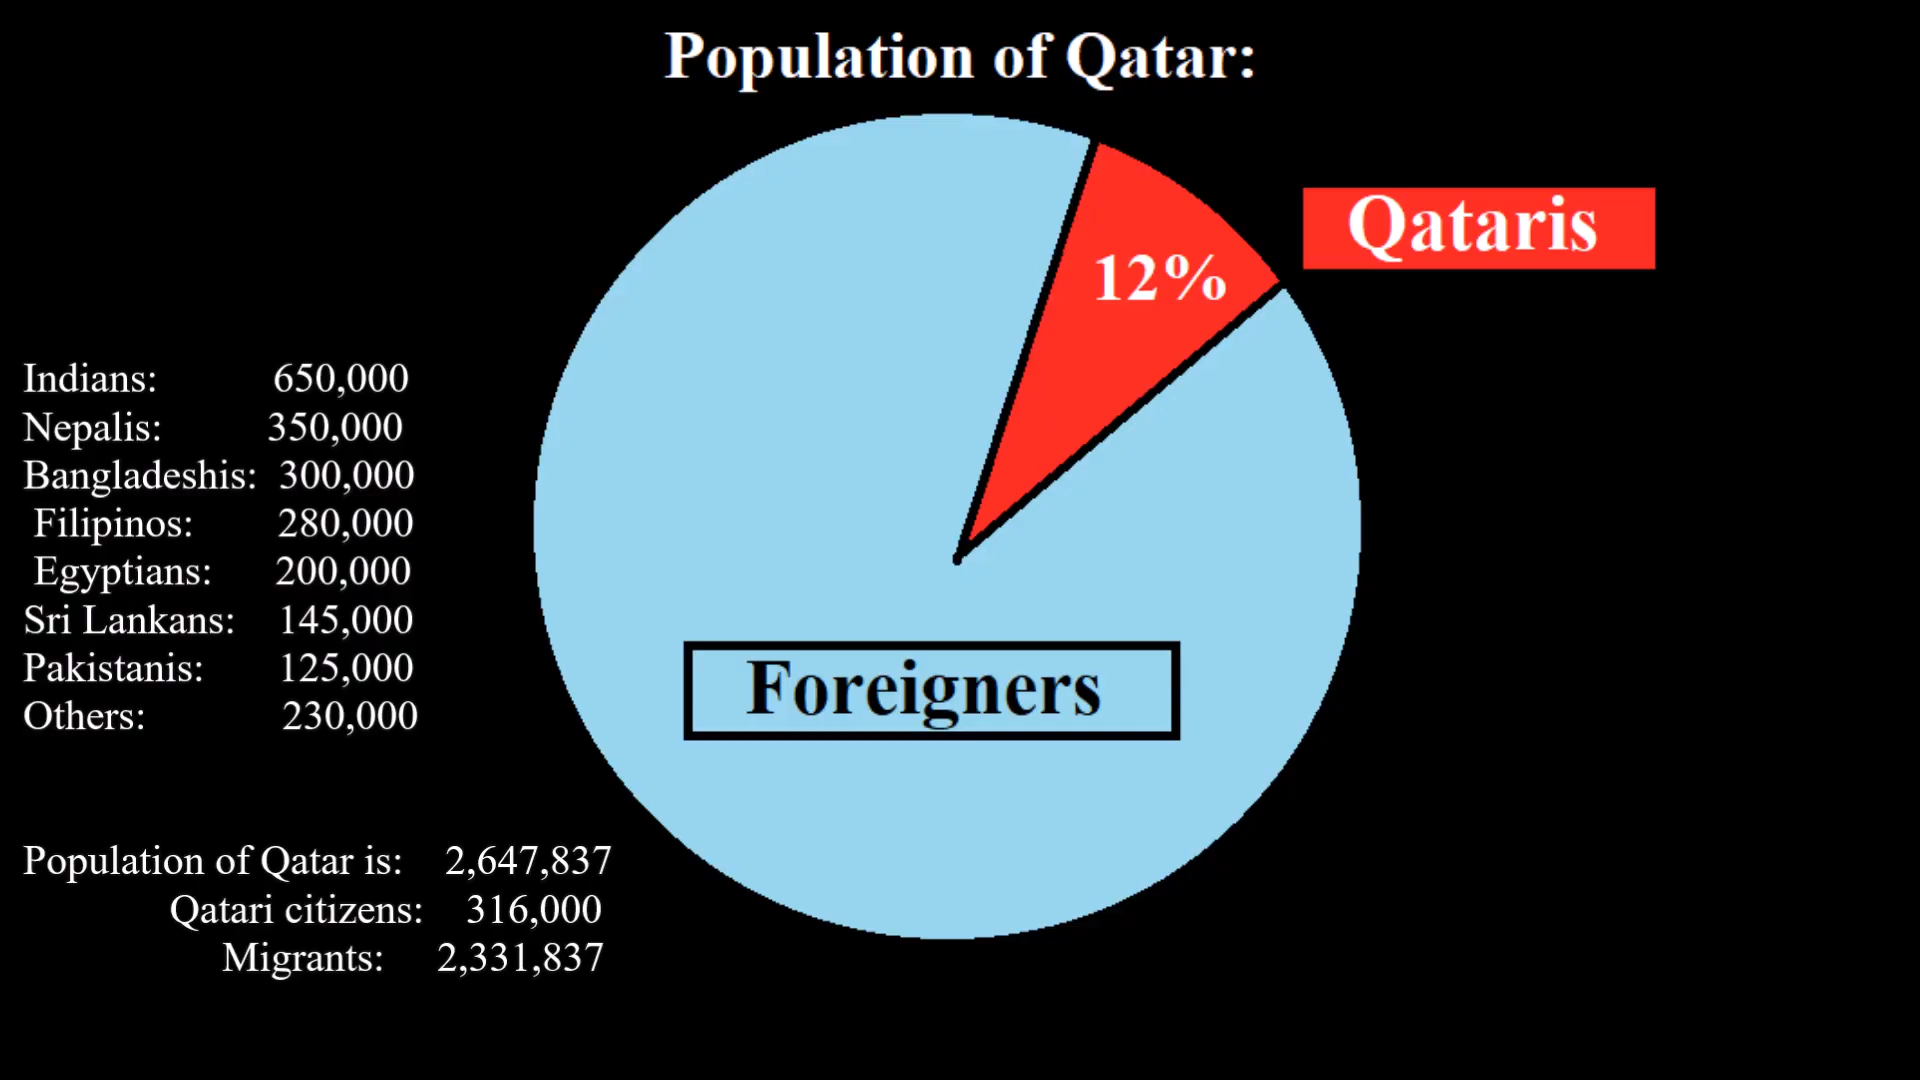 Population of Qatar:
Qataris
12%
Indians: 650,000
Nepalis: 350,000
Bangladeshis: 300,000
Filipinos: 280,000
Egyptians: 200,000
Sri Lankans: 145,000
Pakistanis: 125,000
Others: 230,000
Foreigners
Population of Qatar is: 2,647,837
Qatari citizens: 316,000
Migrants: 2,331,837